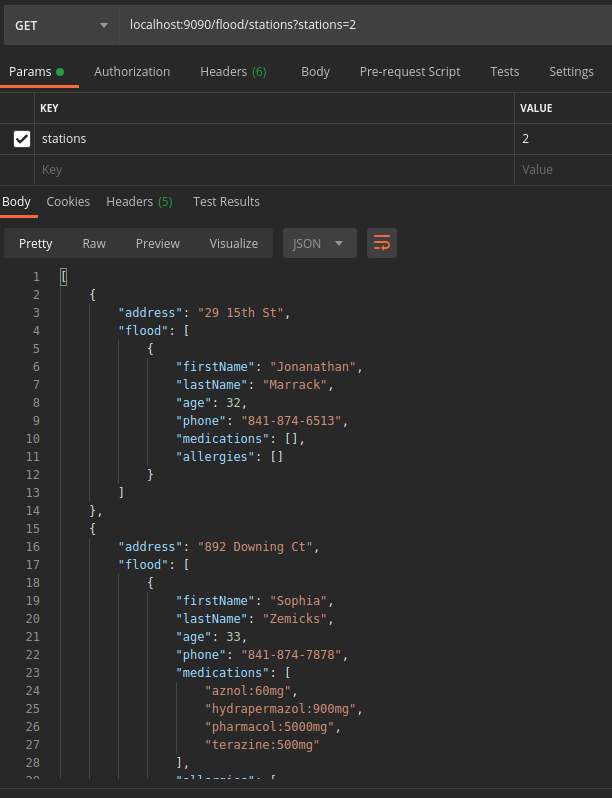 GET localhost:9090/flood/stations?stations=2
Params Authorization Headers (6) Body Pre-request Script Tests Settings
KEY VALUE
stations 2
Key Value
Body Cookies Headers (5) Test Results
Pretty Raw Preview Visualize JSON
1 [
2 {
3 "address": "29 15th St",
4 "flood": [
5 {
6 "firstName": "Jonanathan",
7 "lastName": "Marrack",
8 "age": 32,
9 "phone": "841-874-6513",
10 "medications": [],
11 "allergies": []
12 }
13 ]
14 },
15 {
16 "address": "892 Downing Ct",
17 "flood": [
18 {
19 "firstName": "Sophia",
20 "lastName": "Zemicks",
21 "age": 33,
22 "phone": "841-874-7878",
23 "medications": [
24 "aznol:60mg",
25 "hydrapermazol:900mg",
26 "pharmacol:5000mg",
27 "terazine:500mg"
28 ],
29 "allergies": [